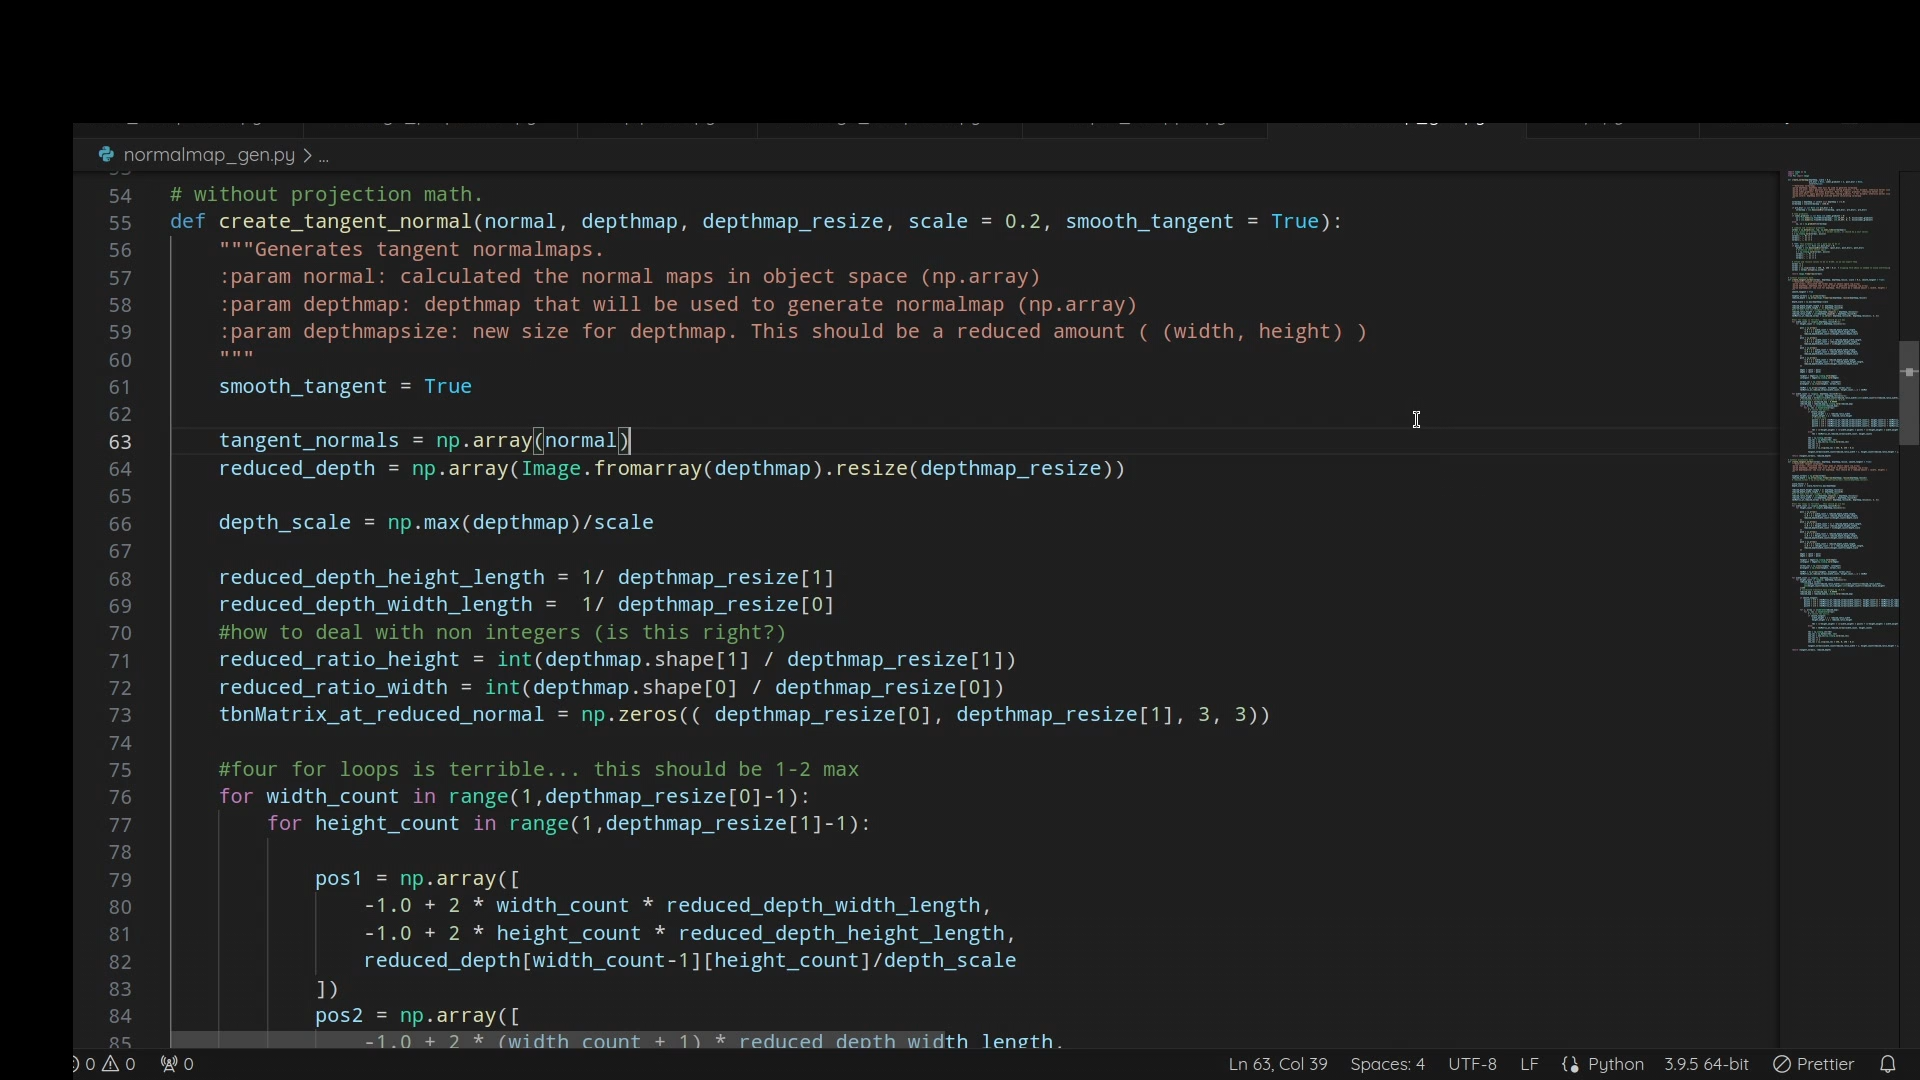 normalmap_gen.py > ...
54 # without projection math.
55 def create_tangent_normal(normal, depthmap, depthmap_resize, scale = 0.2, smooth_tangent = True):
56 """Generates tangent normalmaps.
57 :param normal: calculated the normal maps in object space (np.array)
58 :param depthmap: depthmap that will be used to generate normalmap (np.array)
59 :param depthmapsize: new size for depthmap. This should be a reduced amount ( (width, height) )
60 """
61 smooth_tangent = True
62
63 tangent_normals = np.array(normal)
64 reduced_depth = np.array(Image.fromarray(depthmap).resize(depthmap_resize))
65
66 depth_scale = np.max(depthmap)/scale
67
68 reduced_depth_height_length = 1/ depthmap_resize[1]
69 reduced_depth_width_length =  1/ depthmap_resize[0]
70 #how to deal with non integers (is this right?)
71 reduced_ratio_height = int(depthmap.shape[1] / depthmap_resize[1])
72 reduced_ratio_width = int(depthmap.shape[0] / depthmap_resize[0])
73 tbnMatrix_at_reduced_normal = np.zeros(( depthmap_resize[0], depthmap_resize[1], 3, 3))
74
75 #four for loops is terrible... this should be 1-2 max
76 for width_count in range(1,depthmap_resize[0]-1):
77 for height_count in range(1,depthmap_resize[1]-1):
78
79 pos1 = np.array([
80 -1.0 + 2 * width_count * reduced_depth_width_length,
81 -1.0 + 2 * height_count * reduced_depth_height_length,
82 reduced_depth[width_count-1][height_count]/depth_scale
83 ])
84 pos2 = np.array([
85 -1.0 + 2 * (width_count + 1) * reduced_depth_width_length,
0 0 0 Ln 63, Col 39 Spaces: 4 UTF-8 LF Python 3.9.5 64-bit Prettier